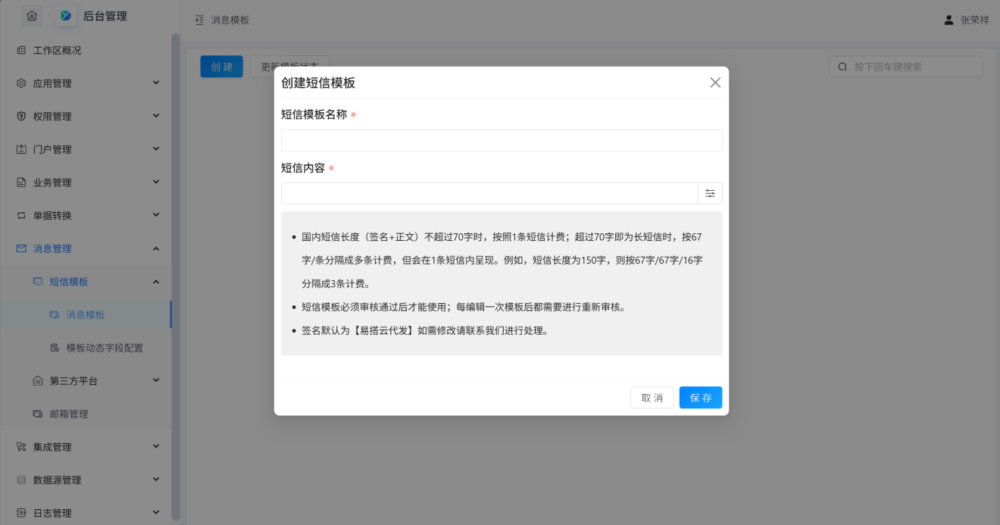 后台管理
消息模板
张荣祥
工作区概况
应用管理
权限管理
门户管理
业务管理
单据转换
消息管理
短信模板
消息模板
模板动态字段配置
第三方平台
邮箱管理
集成管理
数据源管理
日志管理
创 建
更新模板状态
按下回车键搜索
创建短信模板
短信模板名称 *
短信内容 *
• 国内短信长度（签名+正文）不超过70字时，按照1条短信计费；超过70字即为长短信时，按67
字/条分隔成多条计费，但会在1条短信内呈现。例如，短信长度为150字，则按67字/67字/16字
分隔成3条计费。
• 短信模板必须审核通过后才能使用；每编辑一次模板后都需要进行重新审核。
• 签名默认为【易搭云代发】如需修改请联系我们进行处理。
取 消
保 存